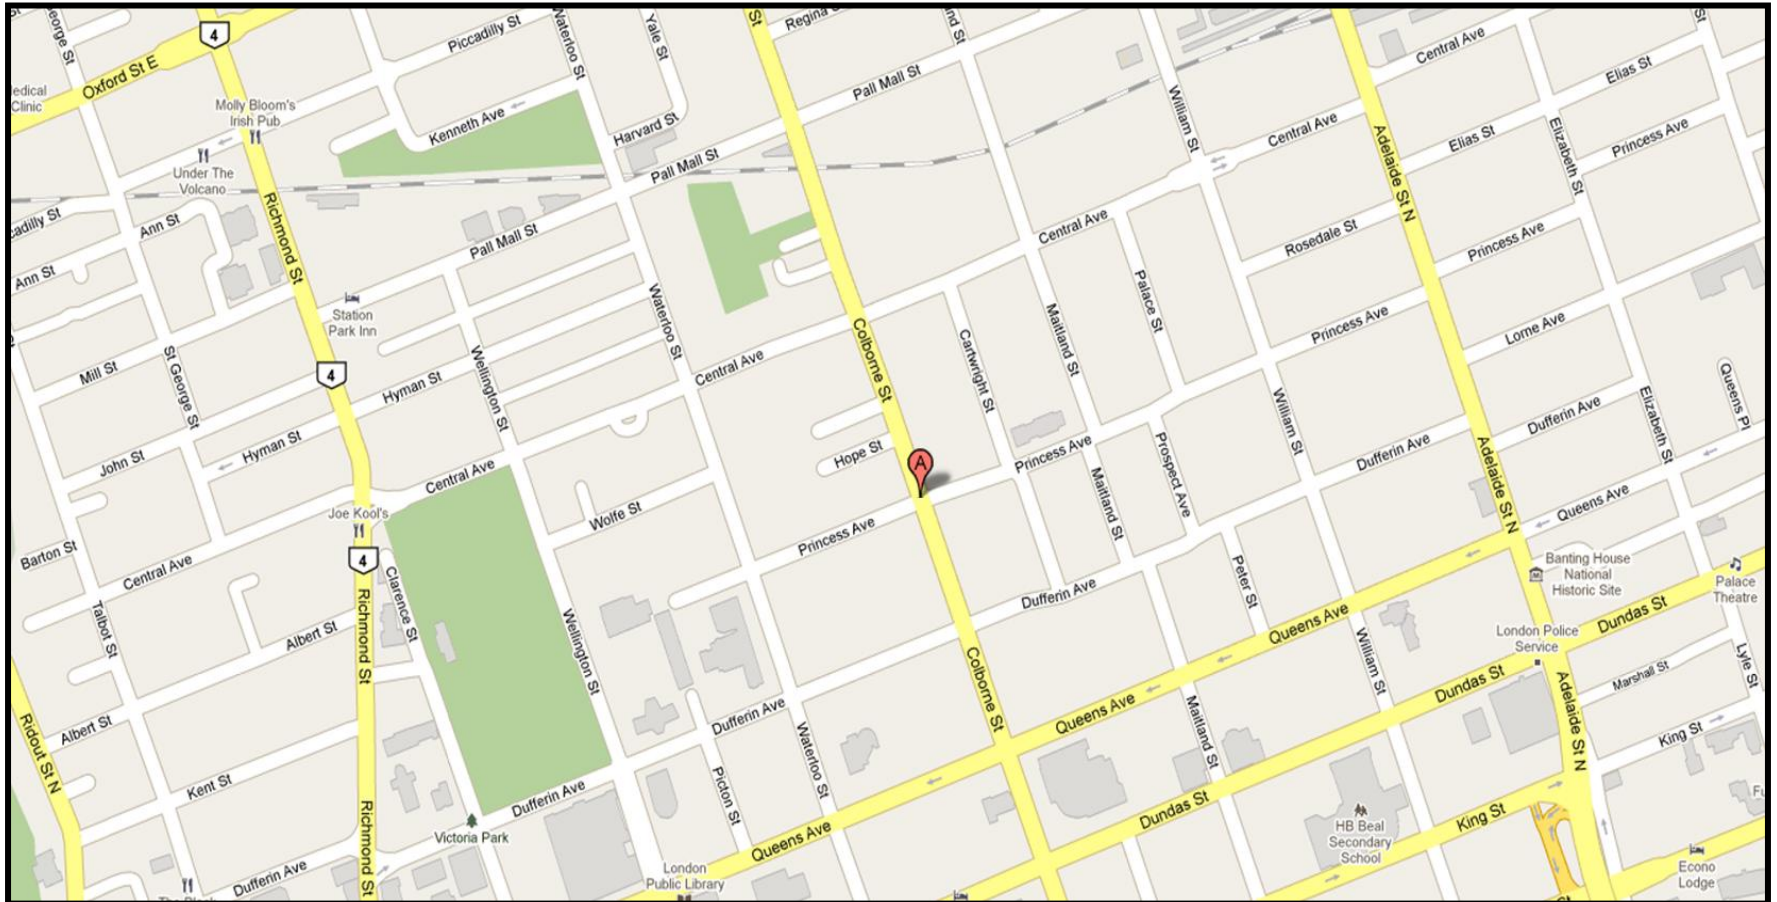 St
George St
4
Oxford St E
Piccadilly St
Waterloo St
Yale St
St
Regina
nd St
Central Ave
Elias St
St
edical
Clinic
Molly Bloom's
Irish Pub
Kenneth Ave
Harvard St
Pall Mall St
Pall Mall St
William St
Central Ave
Adelaide St N
Elias St
Elizabeth St
Princess Ave
Under The
Volcano
cadilly St
Ann St
Richmond St
Pall Mall St
Central Ave
Rosedale St
Princess Ave
Ann St
Station
Park Inn
Waterloo St
Colborne St
Cartwright St
Maitland St
Palace St
Princess Ave
Lorne Ave
Mill St
St George St
4
Hyman St
Wellington St
Central Ave
William St
Dufferin Ave
Dufferin Ave
Elizabeth St
Queens Pl
John St
Hyman St
Central Ave
Hope St
A
Princess Ave
Maitland St
Prospect Ave
Adelaide St N
Queens Ave
Joe Kool's
Wolfe St
Princess Ave
Barton St
Central Ave
4
Clarence St
Richmond St
Talbot St
Albert St
Wellington St
Dufferin Ave
Peter St
Queens Ave
Banting House
National
Historic Site
Palace
Theatre
Dundas St
London Police
Service
William St
Dundas St
Marshall St
Lyle St
Ridout St N
Albert St
Colborne St
Dufferin Ave
Queens Ave
Maitland St
Adelaide St N
King St
Kent St
Richmond St
Dufferin Ave
Victoria Park
Picton St
Waterloo St
Queens Ave
Dundas St
HB Beal
Secondary
School
King St
Fu
Dufferin Ave
London
Public Library
Econo
Lodge
St